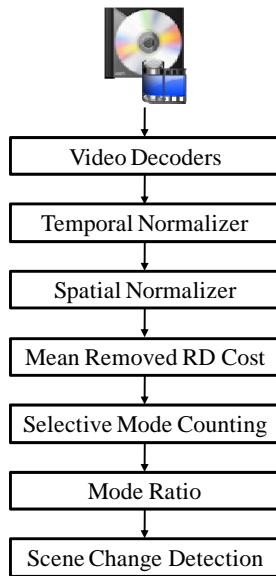 Video Decoders
Temporal Normalizer
Spatial Normalizer
Mean Removed RD Cost
Selective Mode Counting
Mode Ratio
Scene Change Detection